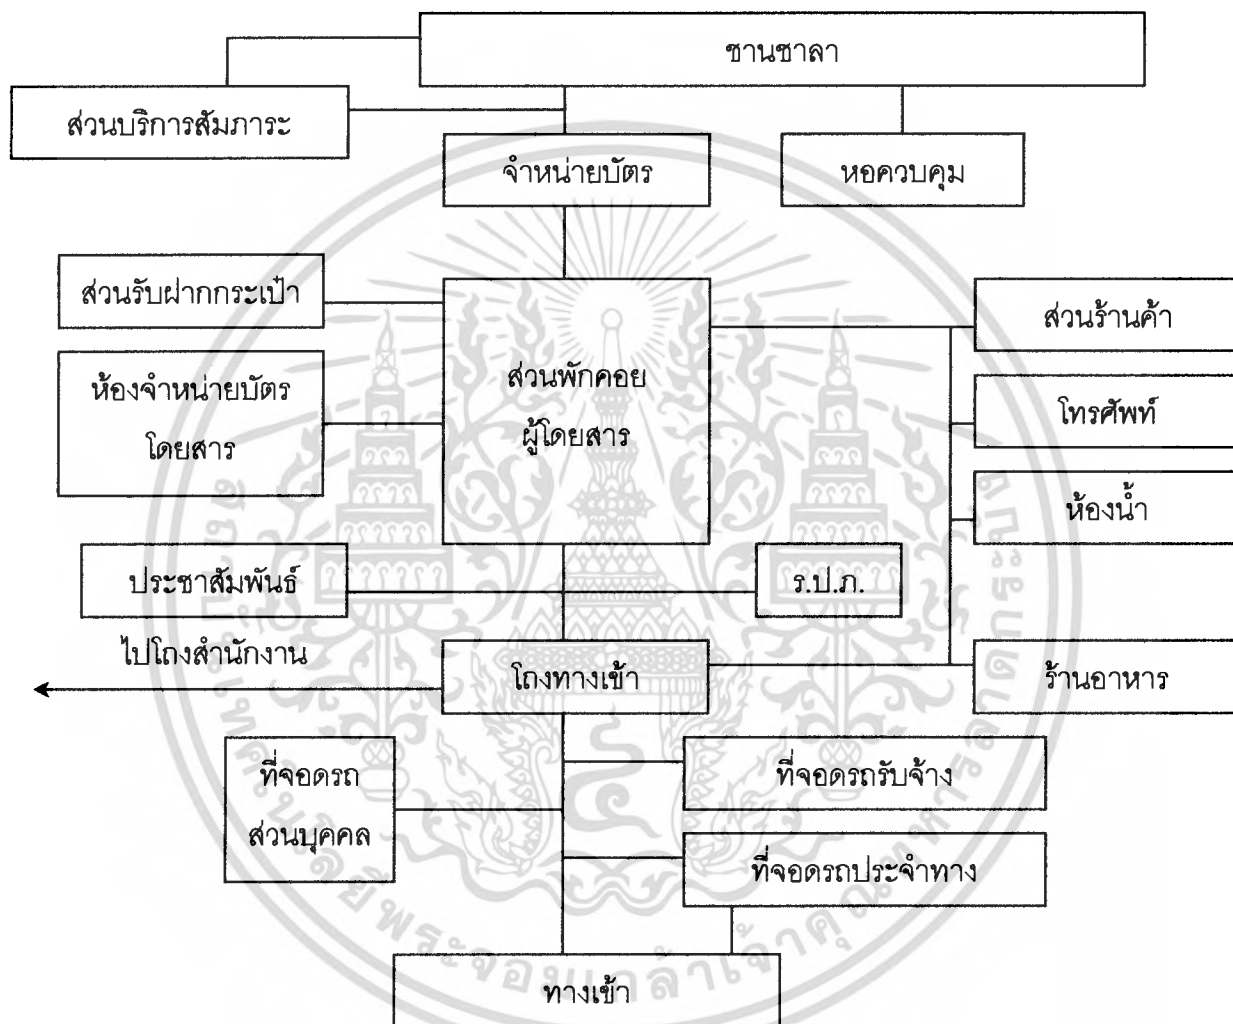 ชานชาลา
ส่วนบริการสัมภาระ
จำหน่ายบัตร
หอควบคุม
ส่วนรับฝากกระเป๋า
ส่วนพักคอย
ผู้โดยสาร
ส่วนร้านค้า
ห้องจำหน่ายบัตร
โดยสาร
โทรศัพท์
ห้องน้ำ
ประชาสัมพันธ์
ร.ป.ภ.
ไปโถงสำนักงาน
โถงทางเข้า
ร้านอาหาร
ที่จอดรถ
ส่วนบุคคล
ที่จอดรถรับจ้าง
ที่จอดรถประจำทาง
ทางเข้า